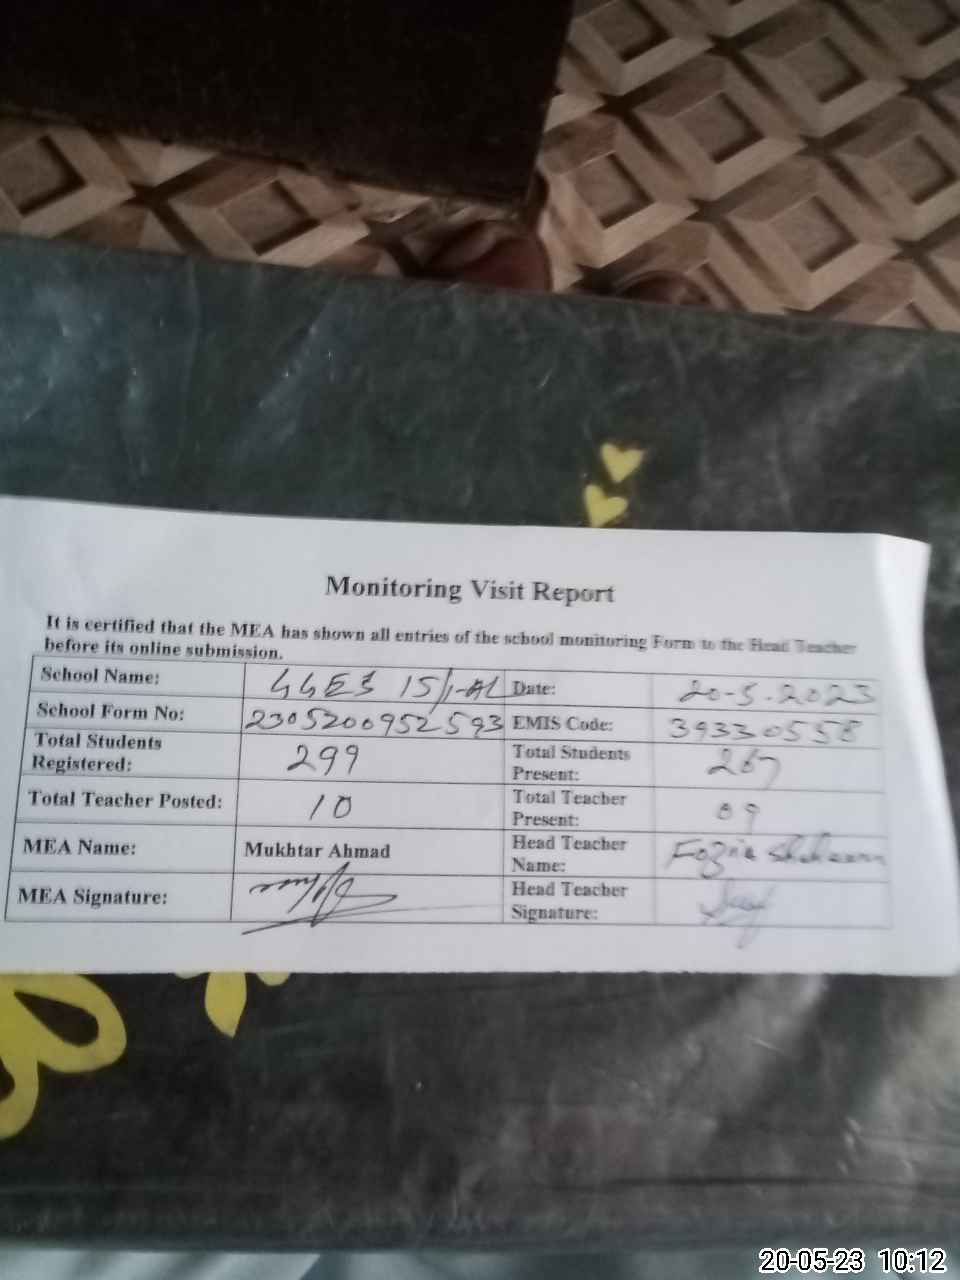 Monitoring Visit Report
It is certified that the MEA has shown all entries of the school monitoring Form to the Head Teacher
before its online submission.
School Name: GGES 15/1-AL Date: 20-5-2023
School Form No: 2305200952593 EMIS Code: 39330558
Total Students Registered: 299 Total Students Present: 267
Total Teacher Posted: 10 Total Teacher Present: 09
MEA Name: Mukhtar Ahmad Head Teacher Name: Fozia Shaheen
MEA Signature: Head Teacher Signature:
20-05-23 10:12